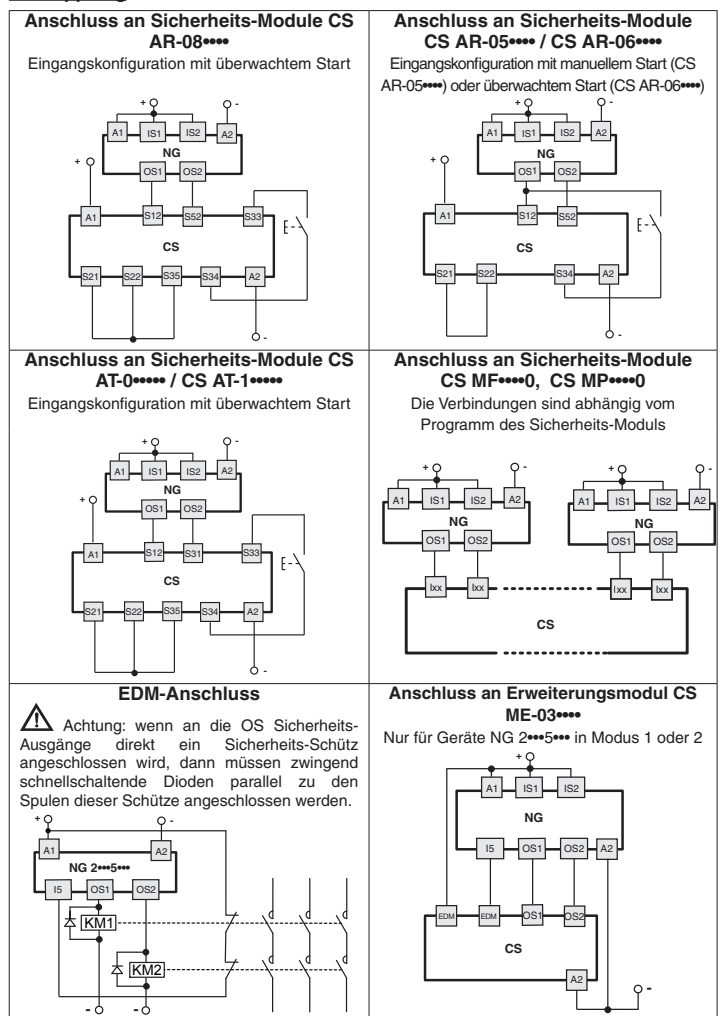 Anschluss an Sicherheits-Module CS
AR-08••••
Eingangskonfiguration mit überwachtem Start
+ -
A1 IS1 IS2 A2
NG
OS1 OS2
+
A1 S12 S52 S33
CS
S21 S22 S35 S34 A2
-
Anschluss an Sicherheits-Module
CS AR-05•••• / CS AR-06••••
Eingangskonfiguration mit manuellem Start (CS
AR-05••••) oder überwachtem Start (CS AR-06••••)
+ -
A1 IS1 IS2 A2
NG
OS1 OS2
+
A1 S12 S52
CS
S21 S22 S34 A2
-
Anschluss an Sicherheits-Module CS
AT-0••••• / CS AT-1•••••
Eingangskonfiguration mit überwachtem Start
+ -
A1 IS1 IS2 A2
NG
OS1 OS2
+
A1 S12 S31 S33
CS
S21 S22 S35 S34 A2
-
Anschluss an Sicherheits-Module
CS MF••••0, CS MP••••0
Die Verbindungen sind abhängig vom
Programm des Sicherheits-Moduls
+ - + -
A1 IS1 IS2 A2 A1 IS1 IS2 A2
NG NG
OS1 OS2 OS1 OS2
Ixx Ixx Ixx Ixx
CS
EDM-Anschluss
Achtung: wenn an die OS Sicherheits-
Ausgänge direkt ein Sicherheits-Schütz
angeschlossen wird, dann müssen zwingend
schnellschaltende Dioden parallel zu den
Spulen dieser Schütze angeschlossen werden.
+ -
A1 A2
NG 2•••5•••
I5 OS1 OS2
KM1
KM2
- -
Anschluss an Erweiterungsmodul CS
ME-03••••
Nur für Geräte NG 2•••5••• in Modus 1 oder 2
+
A1 IS1 IS2
NG
I5 OS1 OS2 A2
EDM EDM OS1 OS2
CS
A2 -